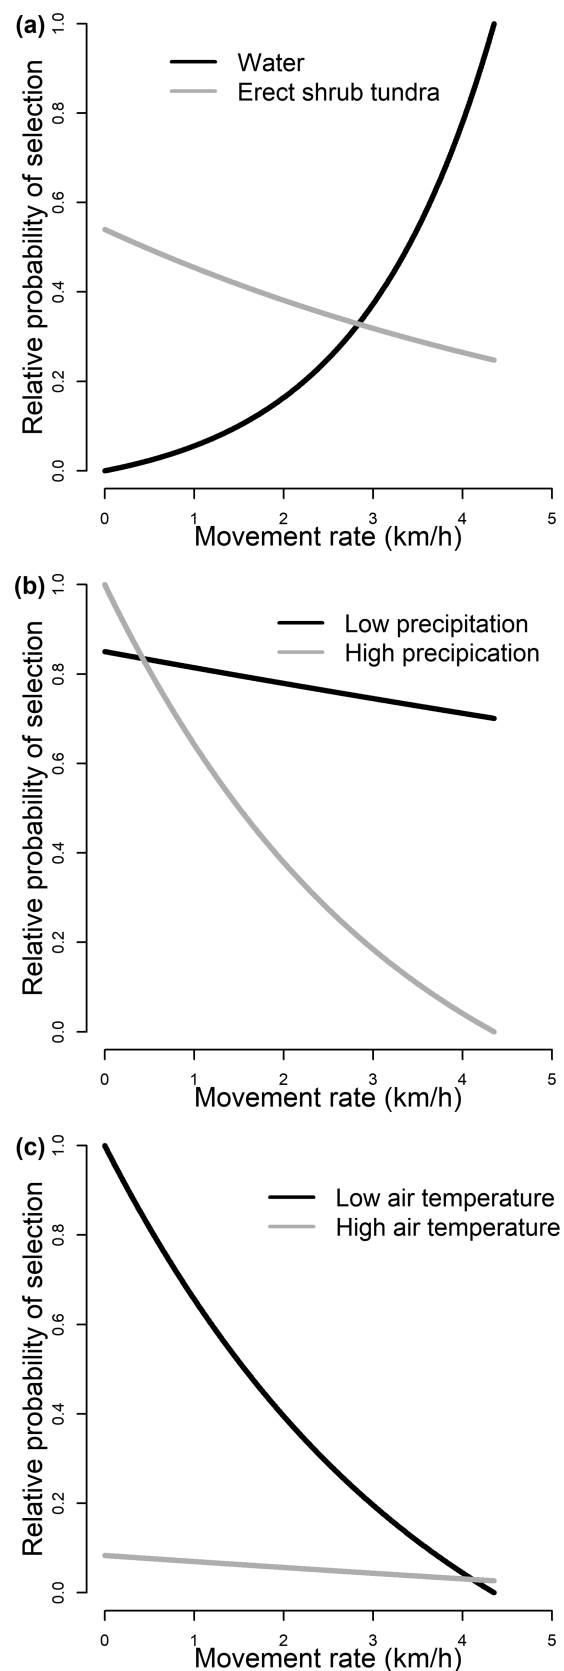 (a)
Relative probability of selection
1.0
0.8
0.6
0.4
0.2
0.0
Water
Erect shrub tundra
0 1 2 3 4 5
Movement rate (km/h)
(b)
Relative probability of selection
1.0
0.8
0.6
0.4
0.2
0.0
Low precipitation
High precipication
0 1 2 3 4 5
Movement rate (km/h)
(c)
Relative probability of selection
1.0
0.8
0.6
0.4
0.2
0.0
Low air temperature
High air temperature
0 1 2 3 4 5
Movement rate (km/h)